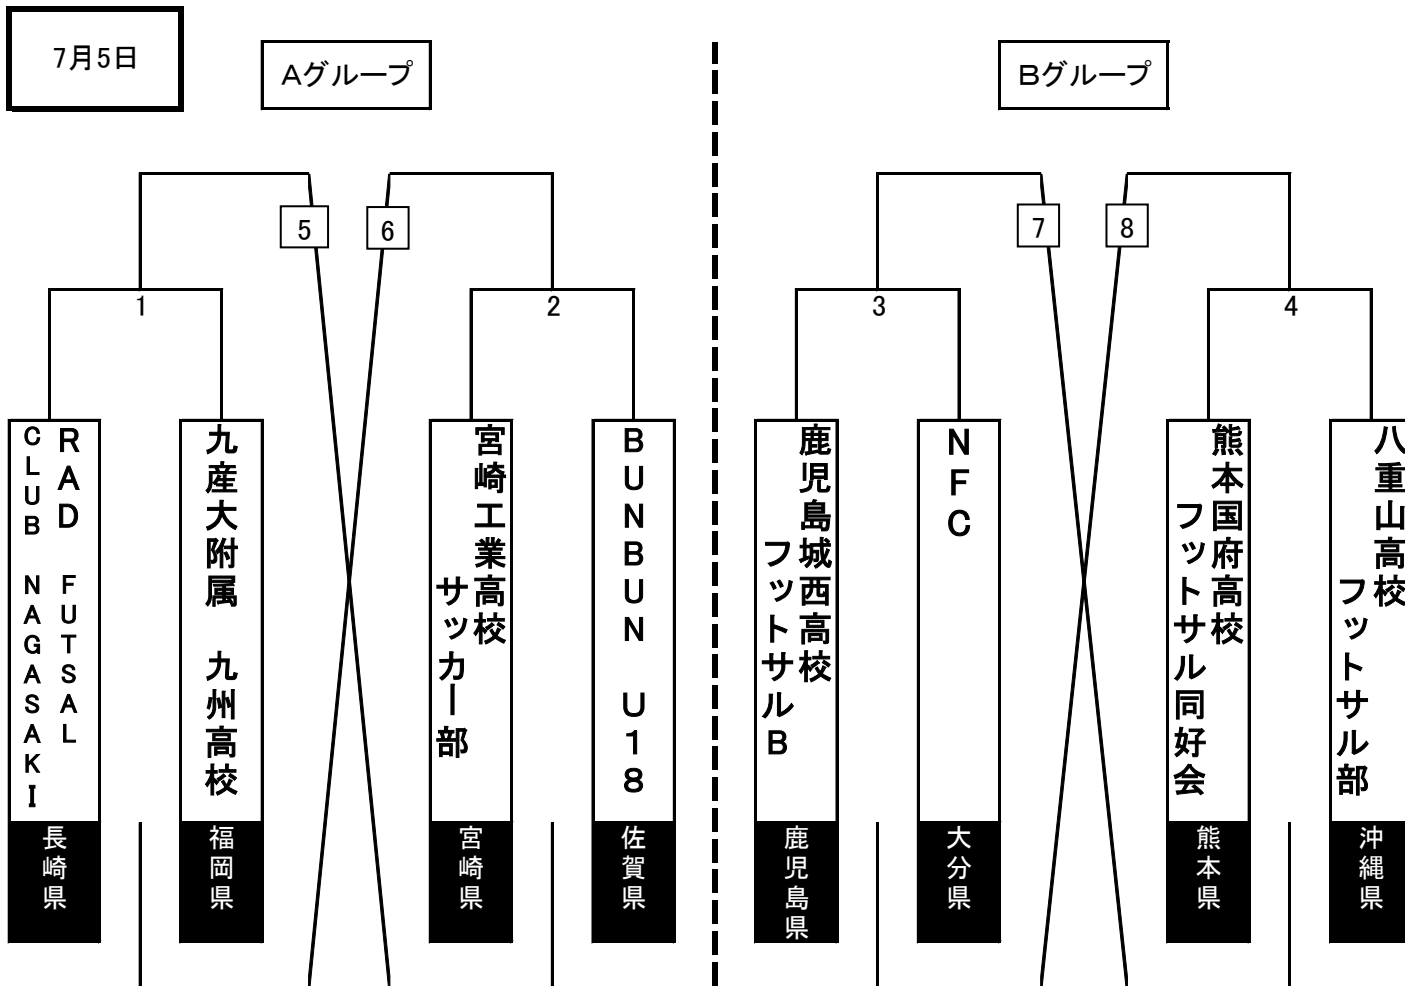 7月5日
Aグループ
Bグループ
5
6
7
8
1
2
3
4
RAD FUTSAL
CLUB NAGASAKI
九産大附属 九州高校
宮崎工業高校
サッカー部
BUNBUN U18
鹿児島城西高校
フットサルB
NFC
熊本国府高校
フットサル同好会
八重山高校
フットサル部
長崎県
福岡県
宮崎県
佐賀県
鹿児島県
大分県
熊本県
沖縄県